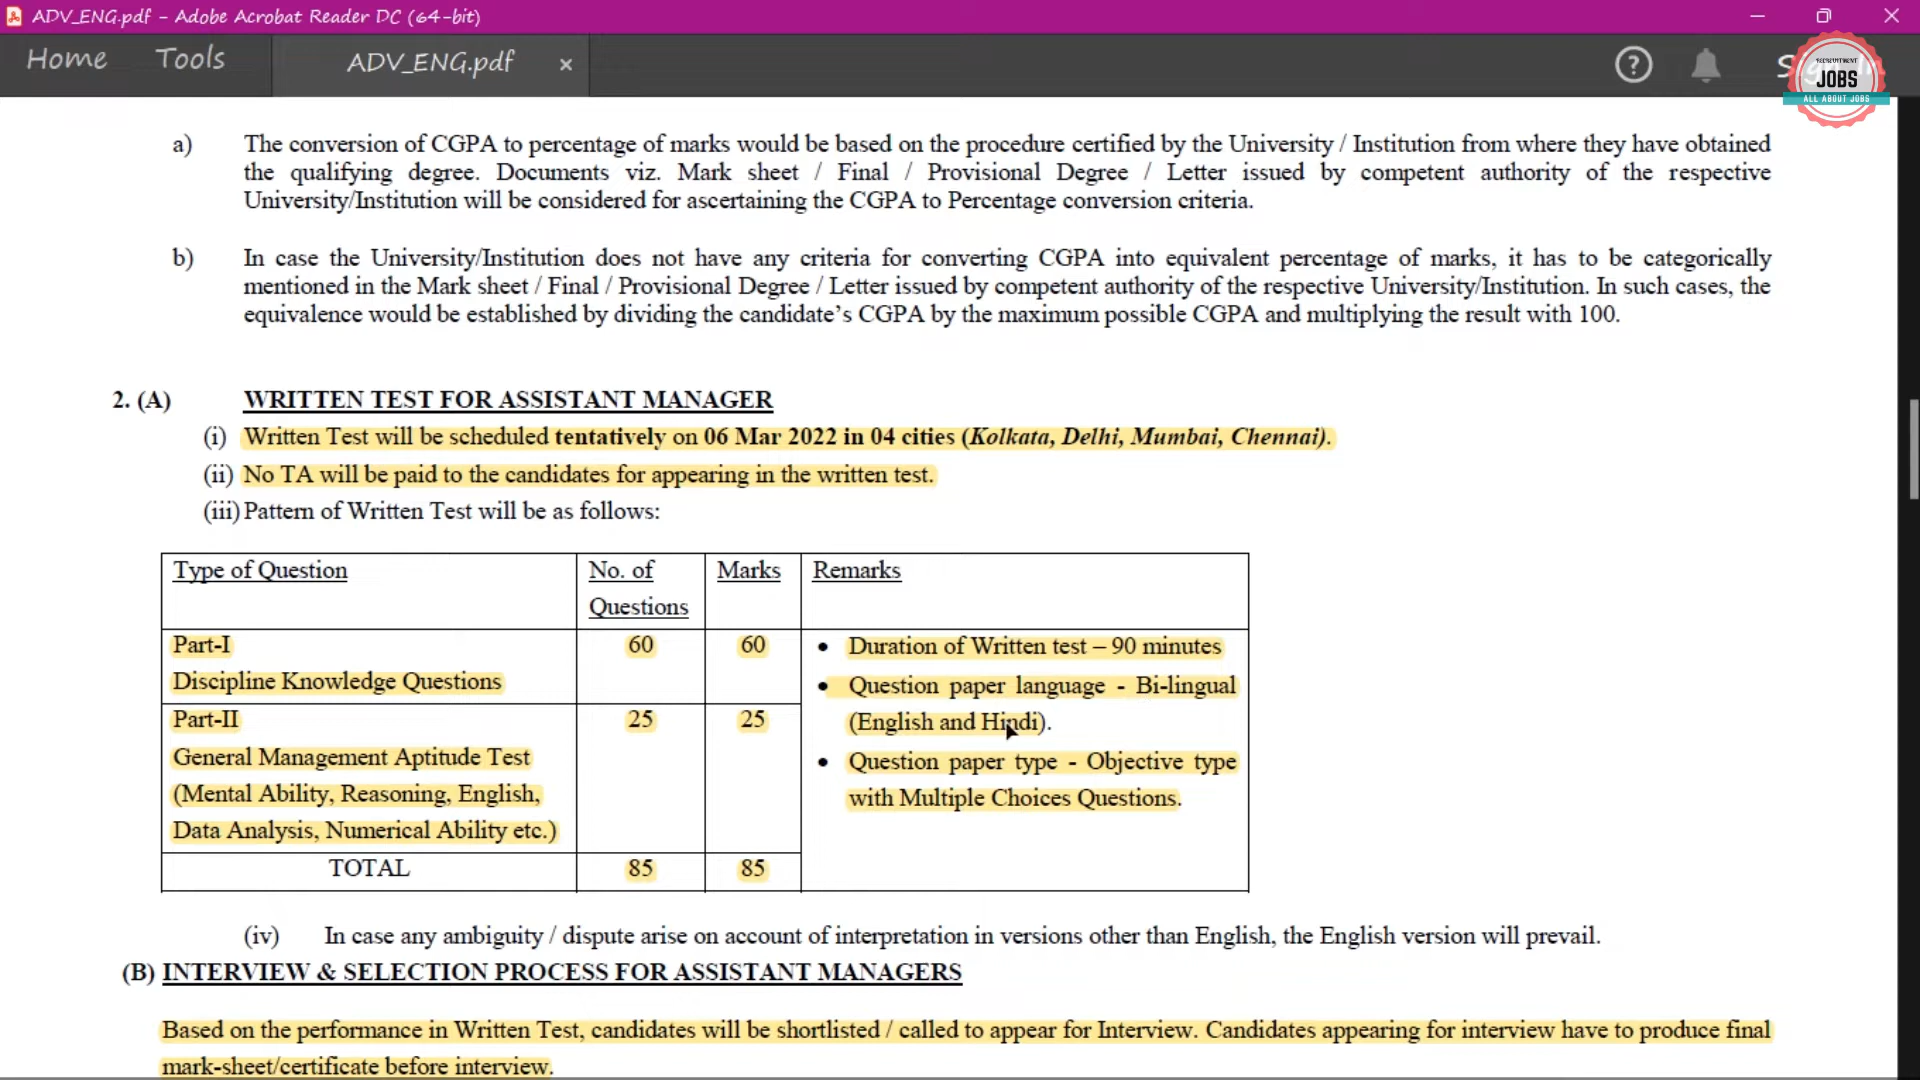 ADV_ENG.pdf - Adobe Acrobat Reader DC (64-bit)
Home Tools ADV_ENG.pdf
RECRUITMENT
JOBS
ALL ABOUT JOBS
a) The conversion of CGPA to percentage of marks would be based on the procedure certified by the University / Institution from where they have obtained
the qualifying degree. Documents viz. Mark sheet / Final / Provisional Degree / Letter issued by competent authority of the respective
University/Institution will be considered for ascertaining the CGPA to Percentage conversion criteria.
b) In case the University/Institution does not have any criteria for converting CGPA into equivalent percentage of marks, it has to be categorically
mentioned in the Mark sheet / Final / Provisional Degree / Letter issued by competent authority of the respective University/Institution. In such cases, the
equivalence would be established by dividing the candidate's CGPA by the maximum possible CGPA and multiplying the result with 100.
2. (A) WRITTEN TEST FOR ASSISTANT MANAGER
(i) Written Test will be scheduled tentatively on 06 Mar 2022 in 04 cities (Kolkata, Delhi, Mumbai, Chennai).
(ii) No TA will be paid to the candidates for appearing in the written test.
(iii) Pattern of Written Test will be as follows:
Type of Question No. of Marks Remarks
Questions
Part-I 60 60 • Duration of Written test – 90 minutes
Discipline Knowledge Questions • Question paper language - Bi-lingual
Part-II 25 25 (English and Hindi).
General Management Aptitude Test • Question paper type - Objective type
(Mental Ability, Reasoning, English, with Multiple Choices Questions.
Data Analysis, Numerical Ability etc.)
TOTAL 85 85
(iv) In case any ambiguity / dispute arise on account of interpretation in versions other than English, the English version will prevail.
(B) INTERVIEW & SELECTION PROCESS FOR ASSISTANT MANAGERS
Based on the performance in Written Test, candidates will be shortlisted / called to appear for Interview. Candidates appearing for interview have to produce final
mark-sheet/certificate before interview.